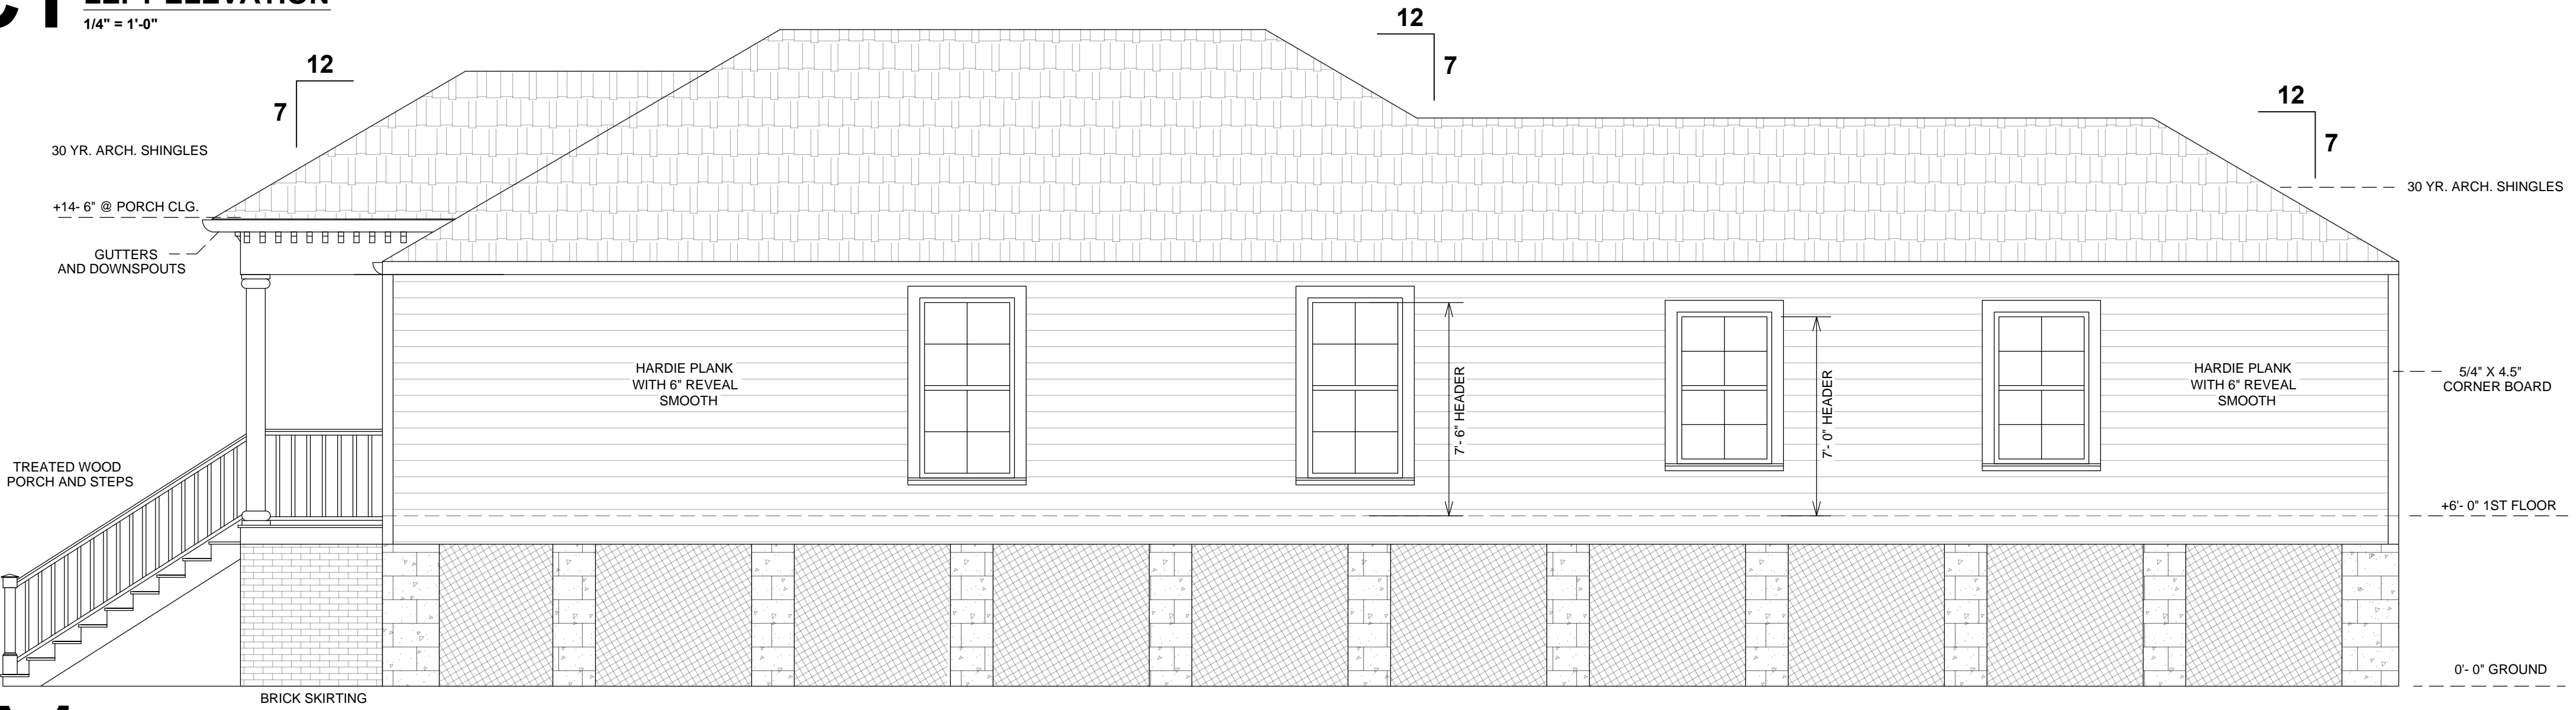 LEFT ELEVATION
1/4" = 1'-0"
12
7
12
7
12
7
30 YR. ARCH. SHINGLES
+14- 6" @ PORCH CLG.
GUTTERS
AND DOWNSPOUTS
30 YR. ARCH. SHINGLES
HARDIE PLANK
WITH 6" REVEAL
SMOOTH
7'- 6" HEADER
7'- 0" HEADER
HARDIE PLANK
WITH 6" REVEAL
SMOOTH
5/4" X 4.5"
CORNER BOARD
TREATED WOOD
PORCH AND STEPS
+6'- 0" 1ST FLOOR
0'- 0" GROUND
BRICK SKIRTING